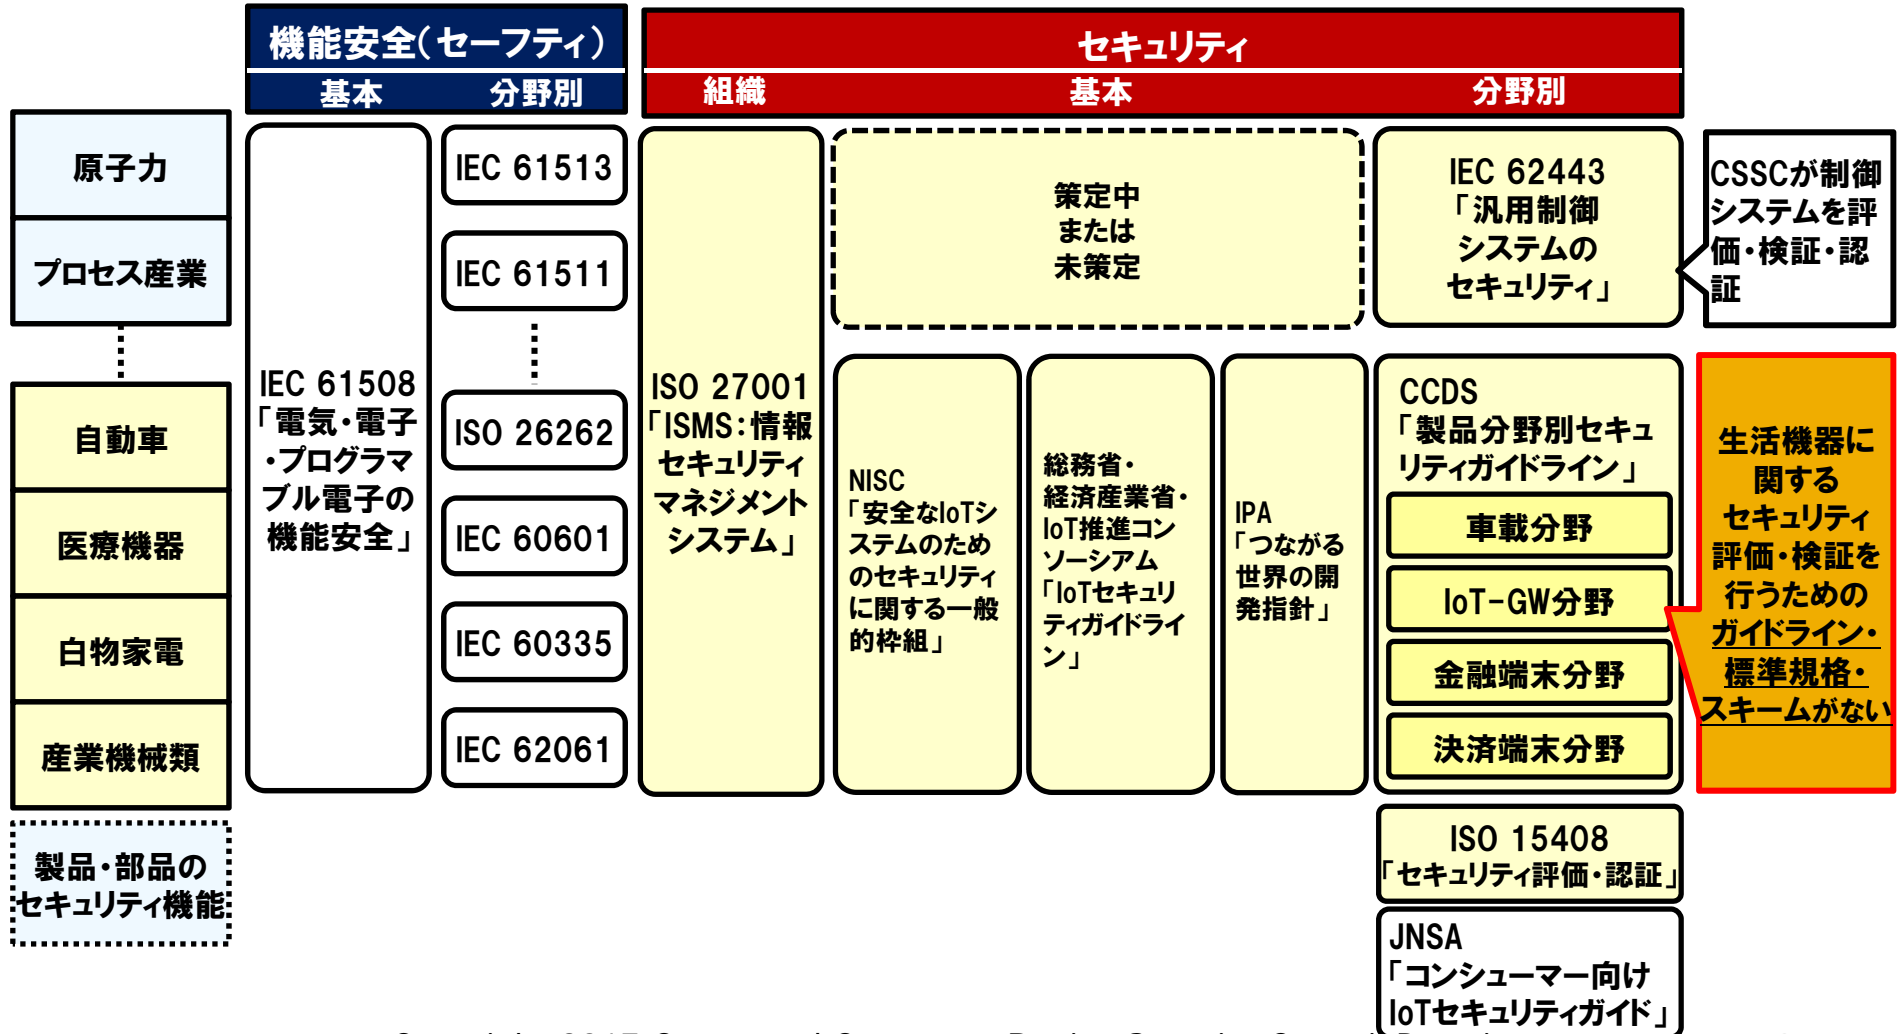 機能安全(セーフティ)
セキュリティ
基本
分野別
組織
基本
分野別
原子力
プロセス産業
自動車
医療機器
白物家電
産業機械類
製品・部品の
セキュリティ機能
IEC 61508
「電気・電子
・プログラマ
ブル電子の
機能安全」
IEC 61513
IEC 61511
ISO 26262
IEC 60601
IEC 60335
IEC 62061
ISO 27001
「ISMS:情報
セキュリティ
マネジメント
システム」
策定中
または
未策定
NISC
「安全なIoTシ
ステムのため
のセキュリティ
に関する一般
的枠組」
総務省・
経済産業省・
IoT推進コン
ソーシアム
「IoTセキュリ
ティガイドライ
ン」
IPA
「つながる
世界の開
発指針」
IEC 62443
「汎用制御
システムの
セキュリティ」
CCDS
「製品分野別セキュ
リティガイドライン」
車載分野
IoT-GW分野
金融端末分野
決済端末分野
ISO 15408
「セキュリティ評価・認証」
JNSA
「コンシューマー向け
IoTセキュリティガイド」
CSSCが制御
システムを評
価・検証・認
証
生活機器に
関する
セキュリティ
評価・検証を
行うための
ガイドライン・
標準規格・
スキームがない